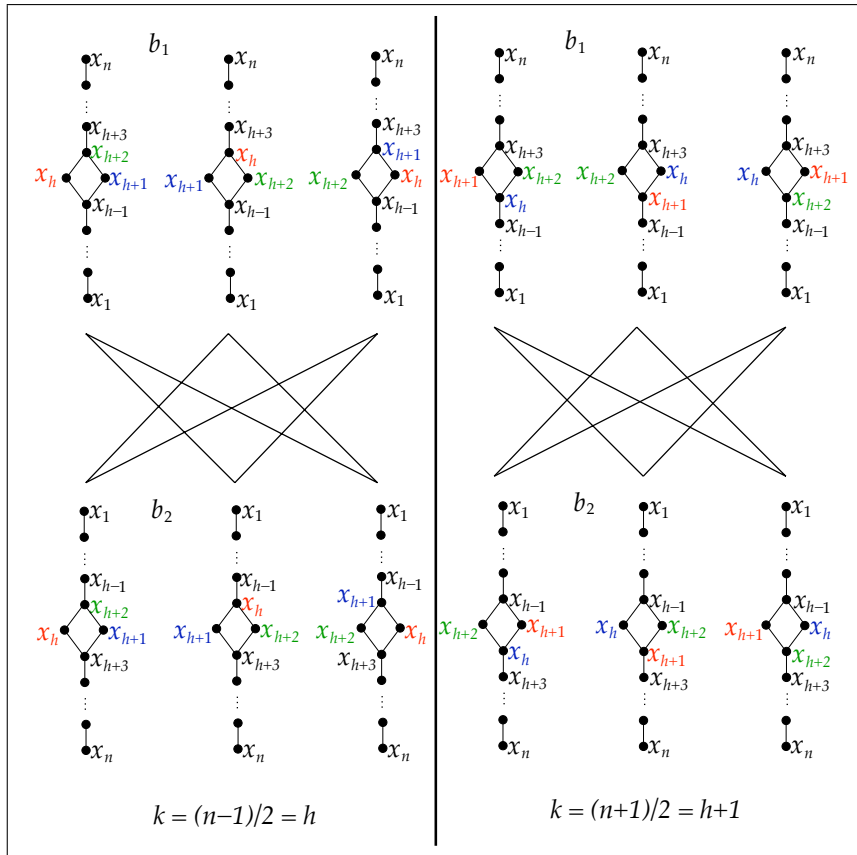 b1
xn xn xn
xh+3 xh+3 xh+3
xh+2 xh xh+1
xh xh+1 xh+1 xh+2 xh+2 xh
xh−1 xh−1 xh−1
x1 x1 x1
b2
x1 x1 x1
xh−1 xh−1 xh−1
xh+2 xh xh+1
xh xh+1 xh+1 xh+2 xh+2 xh
xh+3 xh+3 xh+3
xn xn xn
k = (n−1)/2 = h
b1
xn xn xn
xh+3 xh+3 xh+3
xh+1 xh+2 xh+2 xh xh xh+1
xh xh+1 xh+2
xh−1 xh−1 xh−1
x1 x1 x1
b2
x1 x1 x1
xh−1 xh−1 xh−1
xh+2 xh+1 xh xh+2 xh+1 xh
xh xh+1 xh+2
xh+3 xh+3 xh+3
xn xn xn
k = (n+1)/2 = h+1